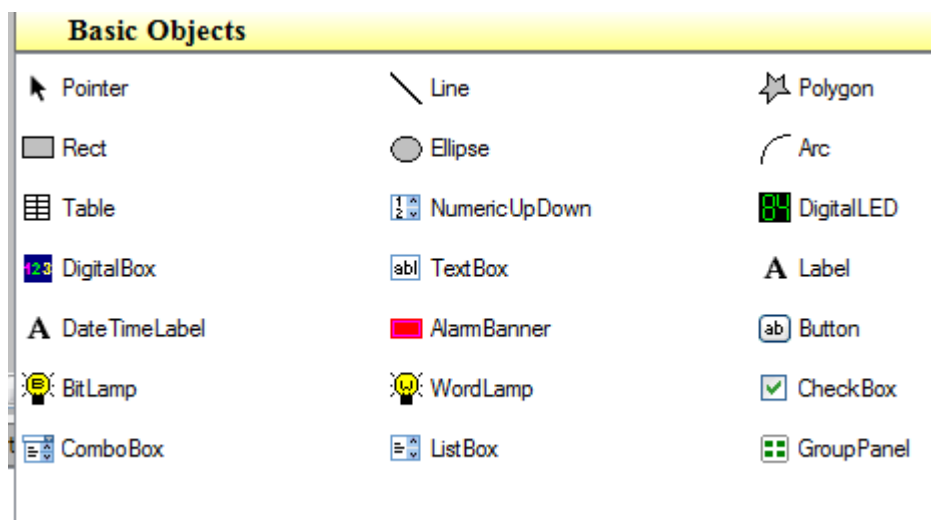 Basic Objects
Pointer Line Polygon
Rect Ellipse Arc
Table NumericUpDown DigitalLED
DigitalBox TextBox Label
DateTimeLabel AlarmBanner Button
BitLamp WordLamp CheckBox
ComboBox ListBox GroupPanel